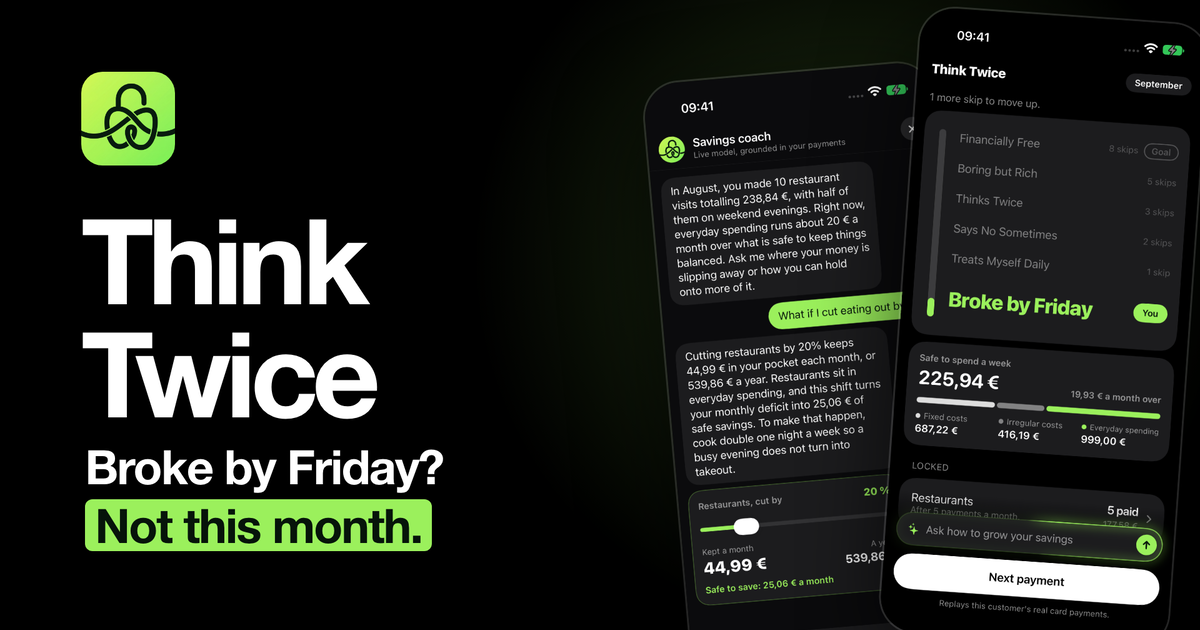 Think
Twice
Broke by Friday?
Not this month.
09:41
Savings coach
Live model, grounded in your payments
In August, you made 10 restaurant
visits totalling 238,84 €, with half of
them on weekend evenings. Right now,
everyday spending runs about 20 € a
month over what is safe to keep things
balanced. Ask me where your money is
slipping away or how you can hold
onto more of it.
What if I cut eating out
Cutting restaurants by 20% keeps
44,99 € in your pocket each month, or
539,86 € a year. Restaurants sit in
everyday spending, and this shift turns
your monthly deficit into 25,06 € of
safe savings. To make that happen,
cook double one night a week so a
busy evening does not turn into
takeout.
Restaurants, cut by
20 %
Kept a month
A
44,99 €
539,86
Safe to save: 25,06 € a month
09:41
Think Twice
September
1 more skip to move up.
Financially Free
8 skips
Goal
Boring but Rich
5 skips
Thinks Twice
3 skips
Says No Sometimes
2 skips
Treats Myself Daily
1 skip
Broke by Friday
You
Safe to spend a week
225,94 €
19,93 € a month over
Fixed costs
687,22 €
Irregular costs
416,19 €
Everyday spending
999,00 €
LOCKED
Restaurants
5 paid
After 5 payments a month
177,58 €
Ask how to grow your savings
Next payment
Replays this customer's real card payments.